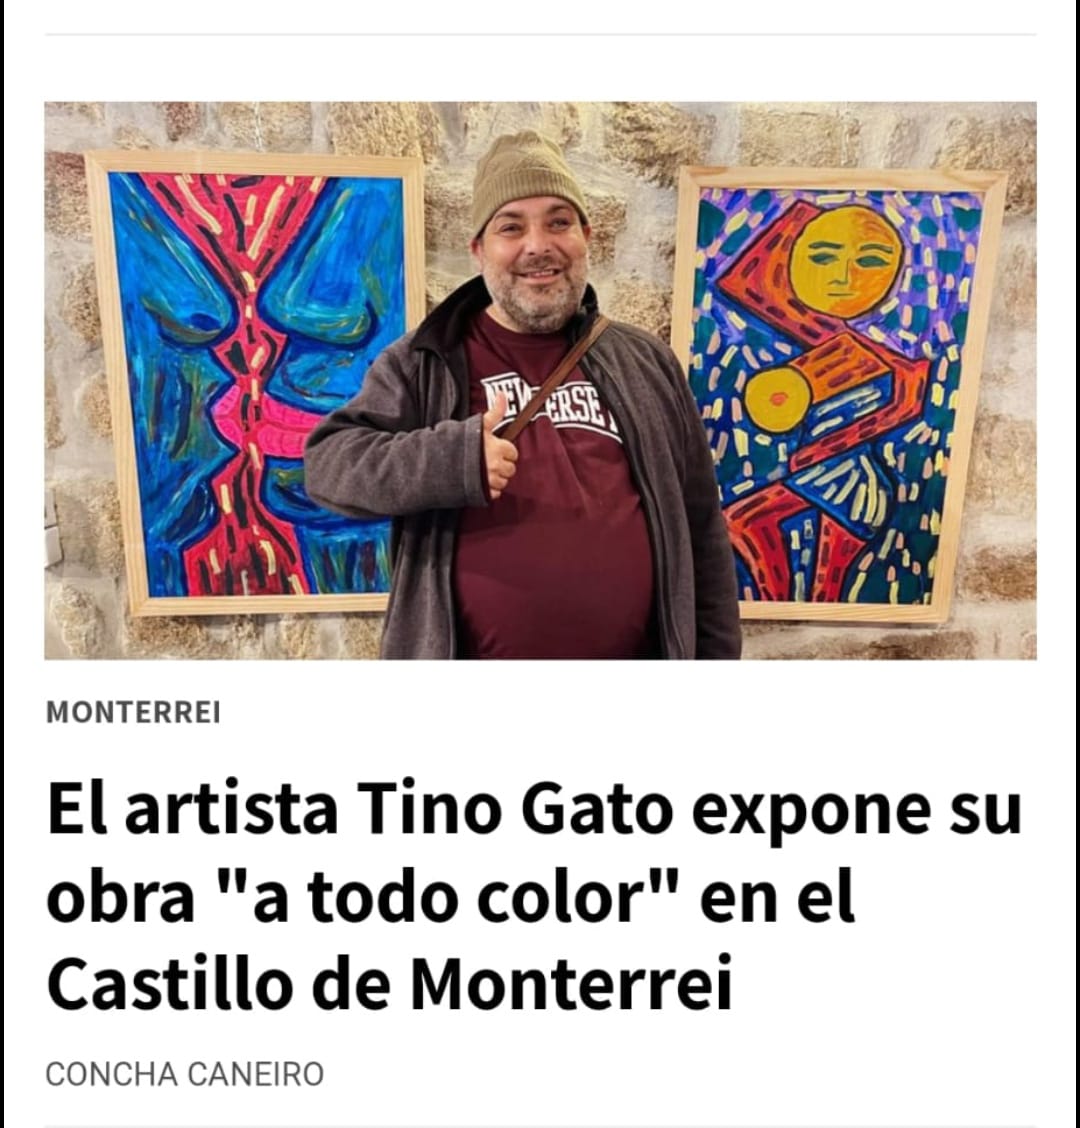 NEW JERSEY
MONTERREI
El artista Tino Gato expone su
obra "a todo color" en el
Castillo de Monterrei
CONCHA CANEIRO